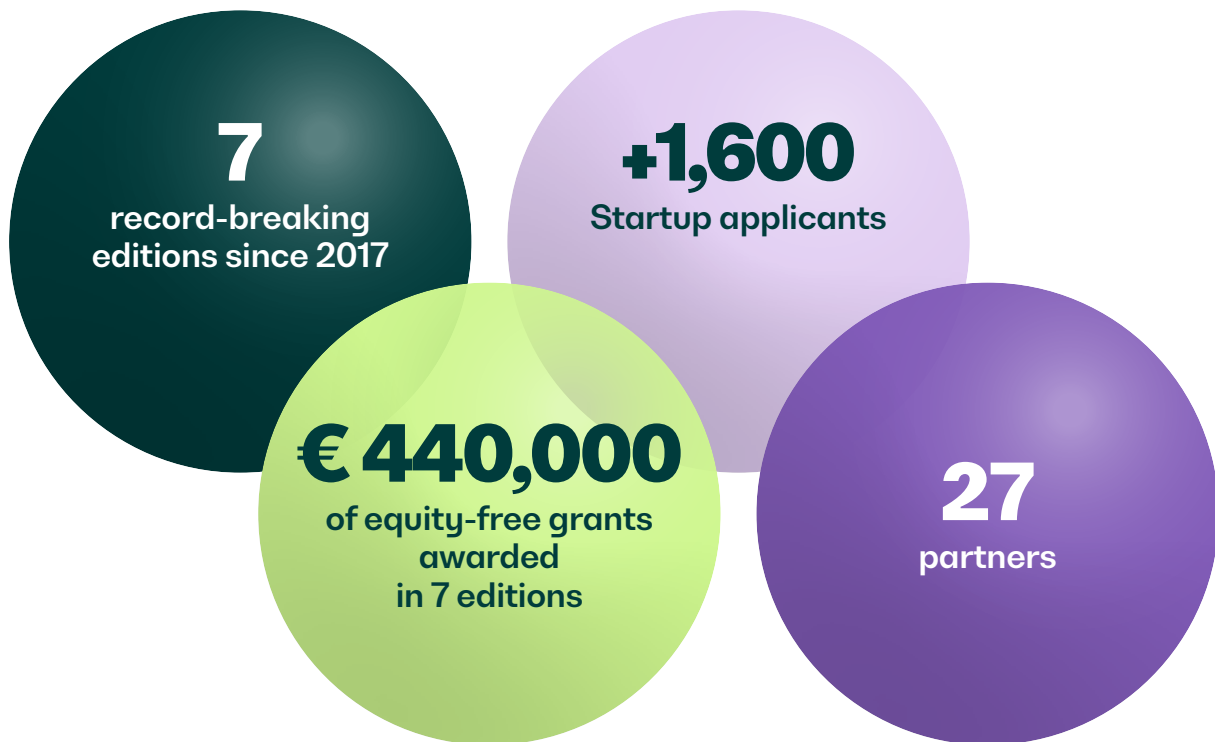 7
record-breaking
editions since 2017
+1,600
Startup applicants
€ 440,000
of equity-free grants
awarded
in 7 editions
27
partners